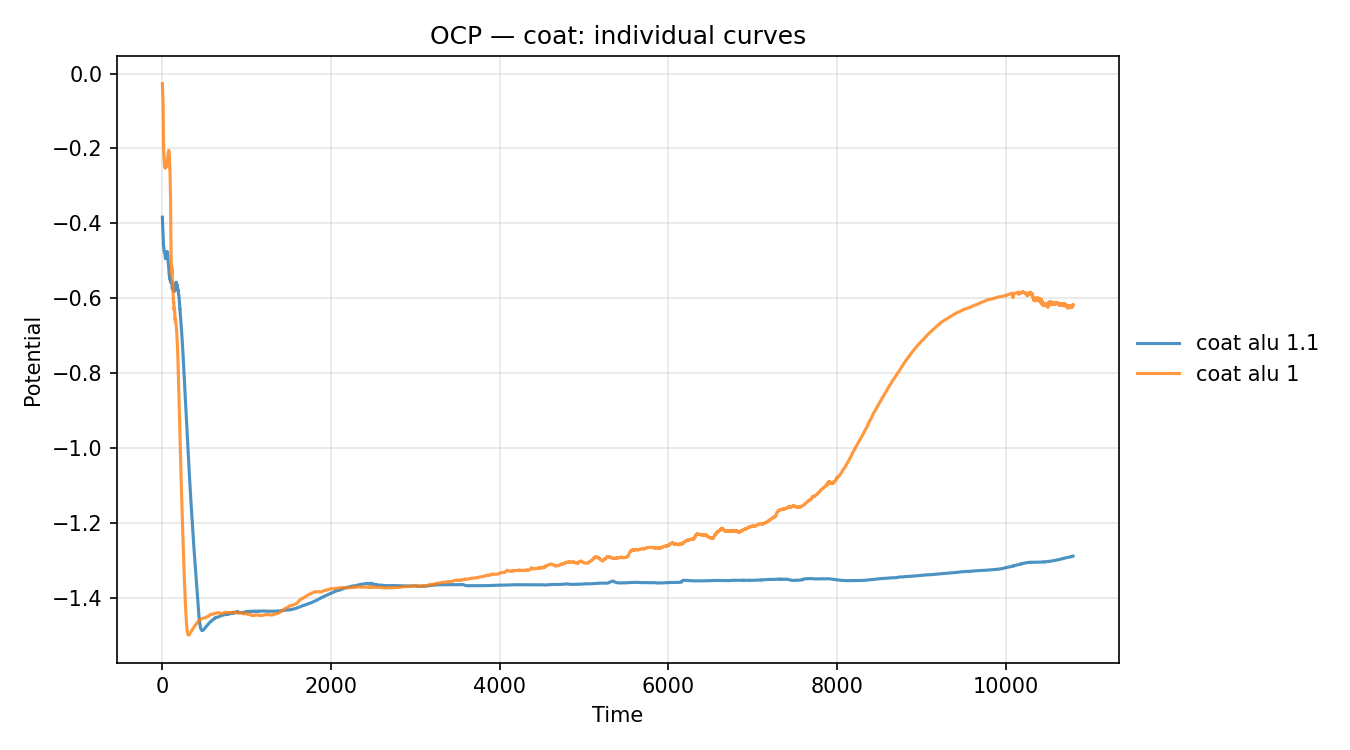 OCP — coat: individual curves
0.0
−0.2
−0.4
−0.6
−0.8
−1.0
−1.2
−1.4
Potential
0 2000 4000 6000 8000 10000
Time
coat alu 1.1
coat alu 1